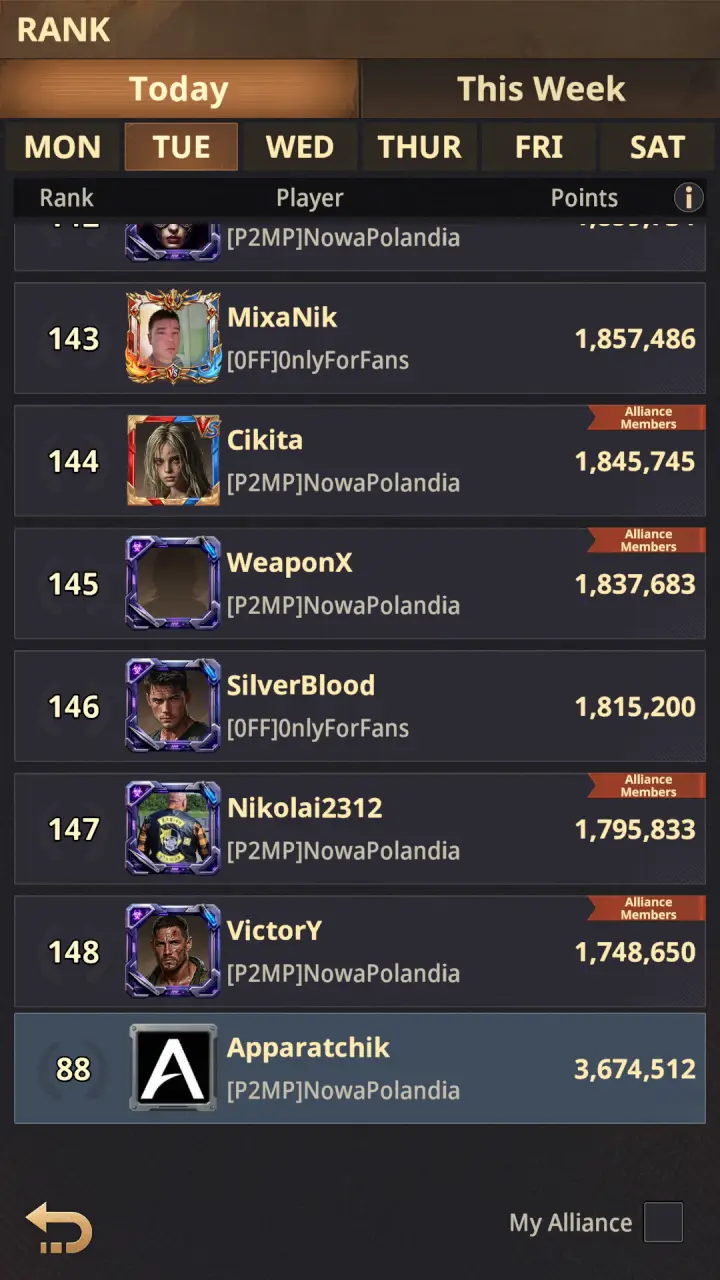 RANK
Today This Week
MON TUE WED THUR FRI SAT
Rank Player Points
[P2MP]NowaPolandia
143 MixaNik 1,857,486
[0FF]0nlyForFans
Alliance Members
144 Cikita 1,845,745
[P2MP]NowaPolandia
Alliance Members
145 WeaponX 1,837,683
[P2MP]NowaPolandia
146 SilverBlood 1,815,200
[0FF]0nlyForFans
Alliance Members
147 Nikolai2312 1,795,833
[P2MP]NowaPolandia
Alliance Members
148 VictorY 1,748,650
[P2MP]NowaPolandia
88 Apparatchik 3,674,512
[P2MP]NowaPolandia
My Alliance